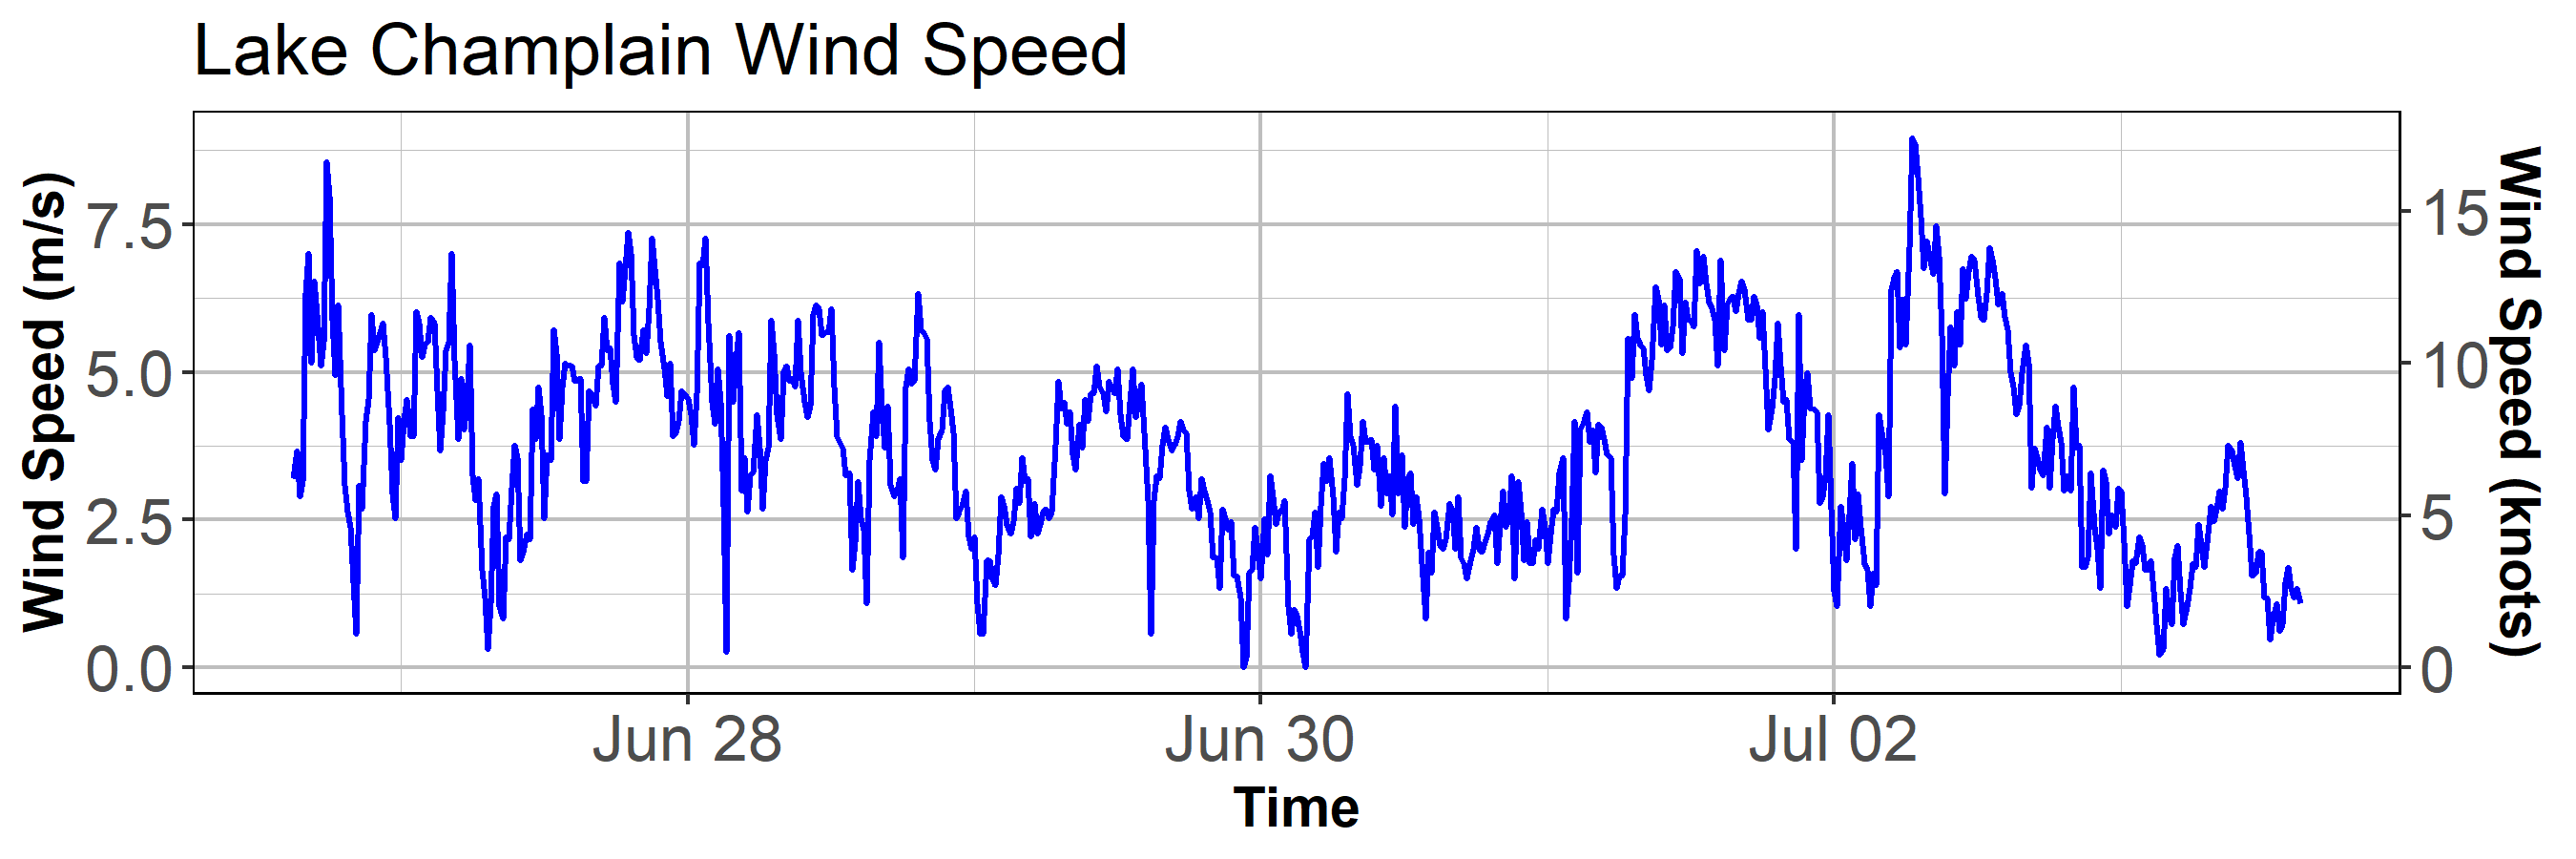 Lake Champlain Wind Speed
Wind Speed (m/s)
7.5
5.0
2.5
0.0
15
10
5
0
Wind Speed (knots)
Jun 28
Jun 30
Jul 02
Time